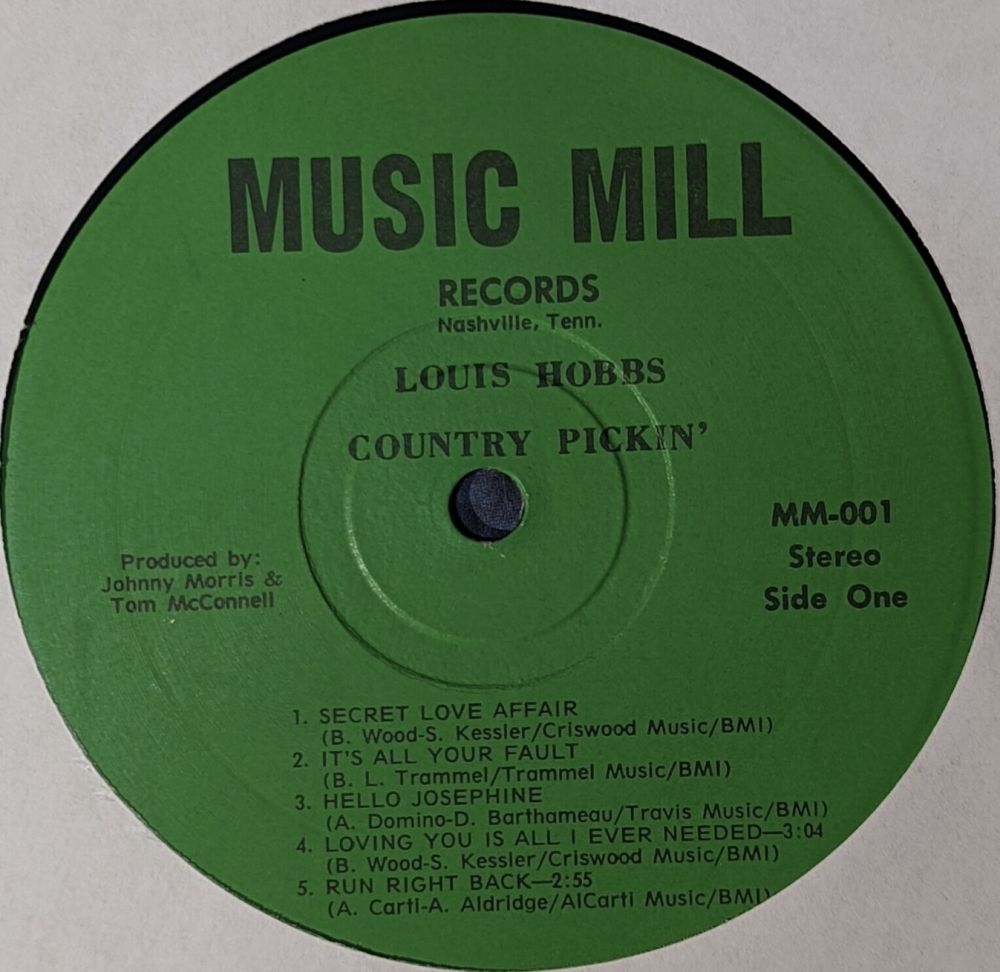 MUSIC MILL
RECORDS
Nashville, Tenn.
LOUIS HOBBS
COUNTRY PICKIN'
MM-001
Stereo
Side One
Produced by:
Johnny Morris &
Tom McConnell
1. SECRET LOVE AFFAIR
(B. Wood-S. Kessler/Criswood Music/BMI)
2. IT'S ALL YOUR FAULT
(B. L. Trammel/Trammel Music/BMI)
3. HELLO JOSEPHINE
(A. Domino-D. Barthameau/Travis Music/BMI)
4. LOVING YOU IS ALL I EVER NEEDED—3:04
(B. Wood-S. Kessler/Criswood Music/BMI)
5. RUN RIGHT BACK—2:55
(A. Carti-A. Aldridge/AlCarti Music/BMI)